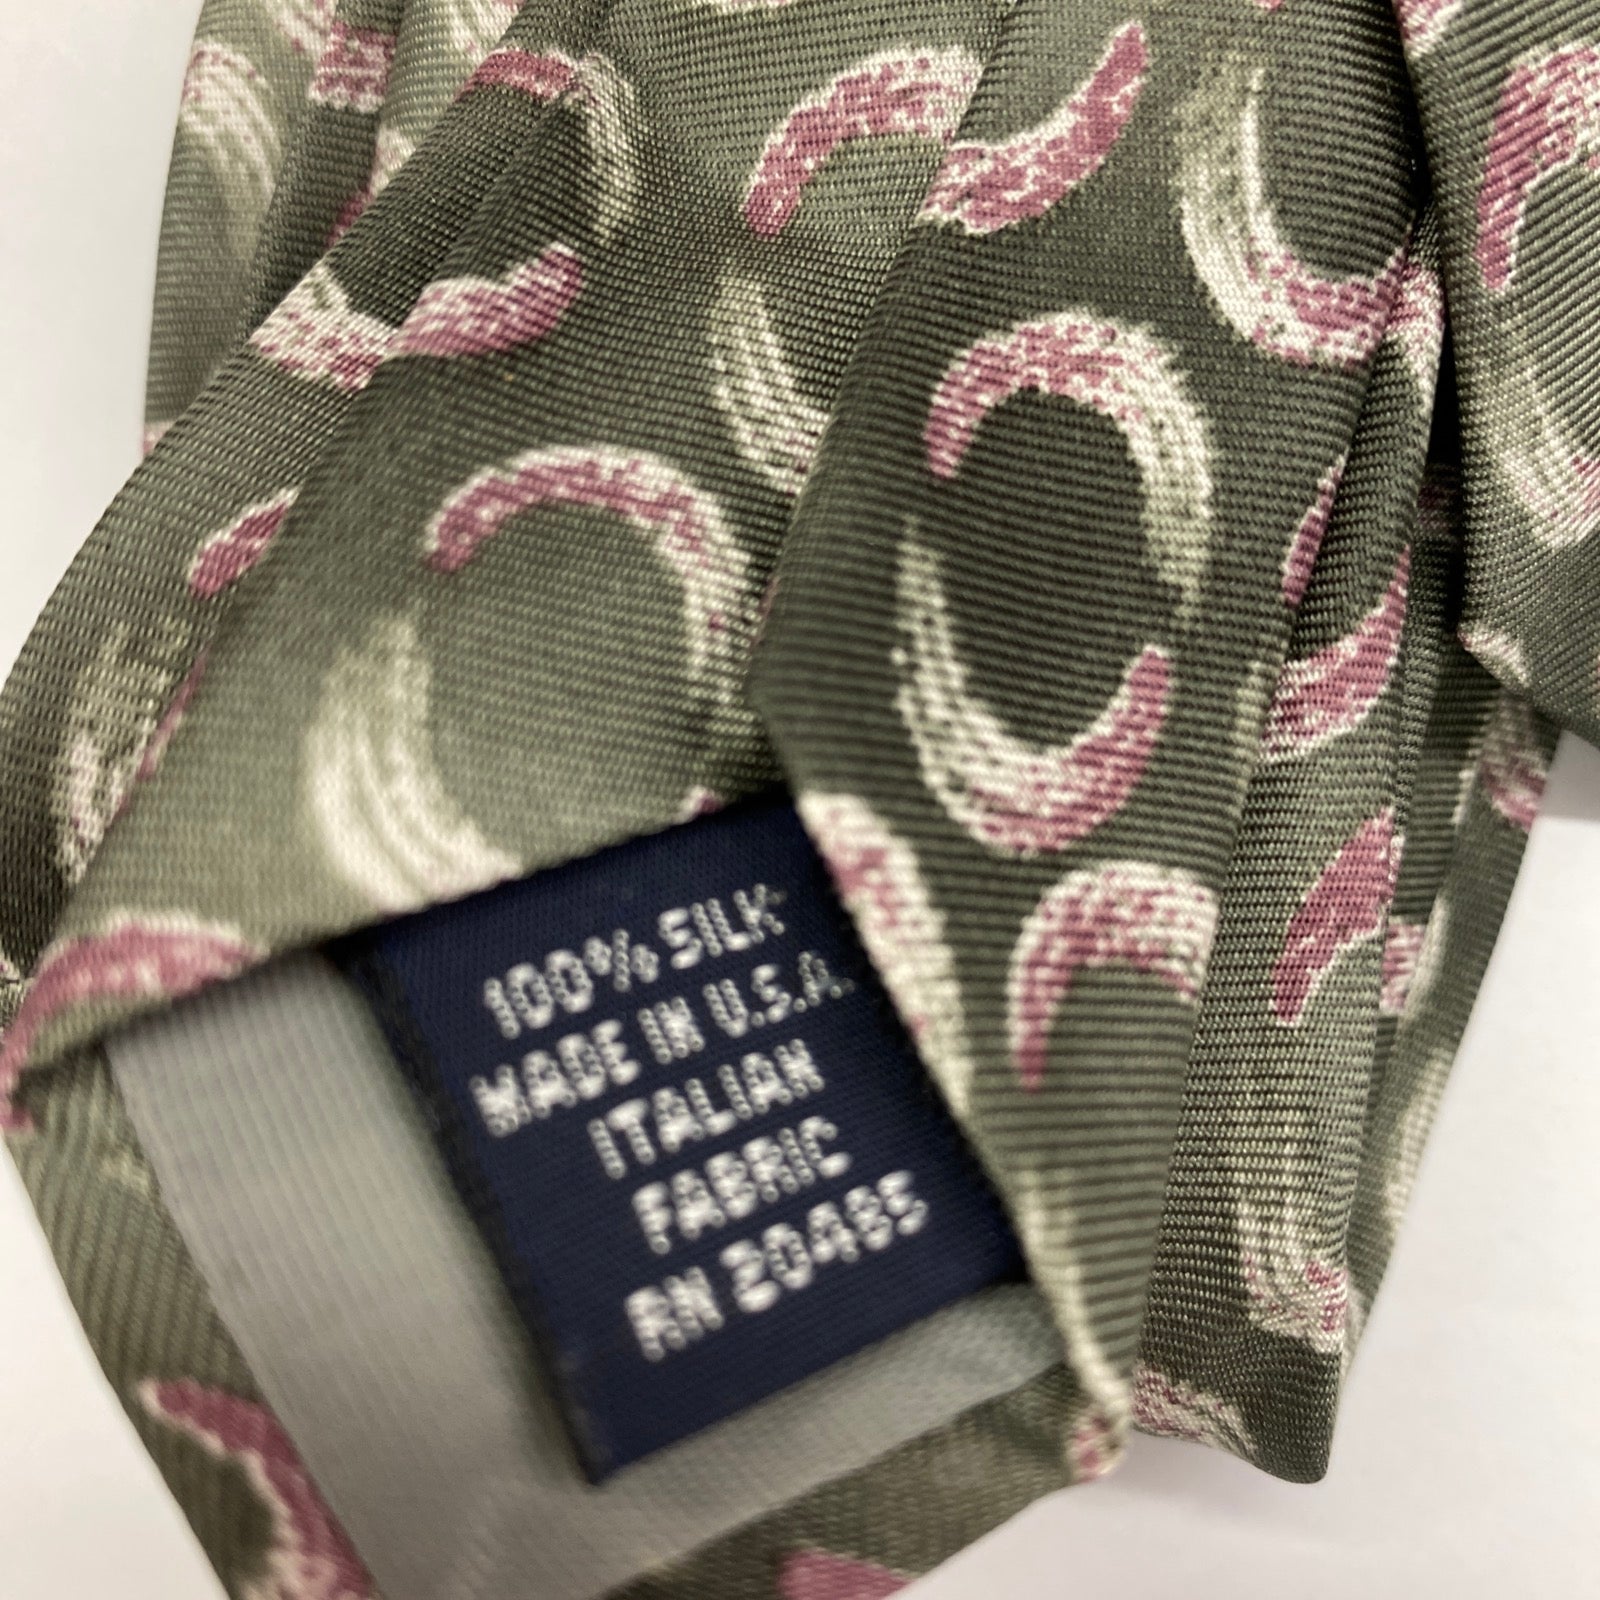 100% SILK
MADE IN U.S.A.
ITALIAN
FABRIC
RN 20485